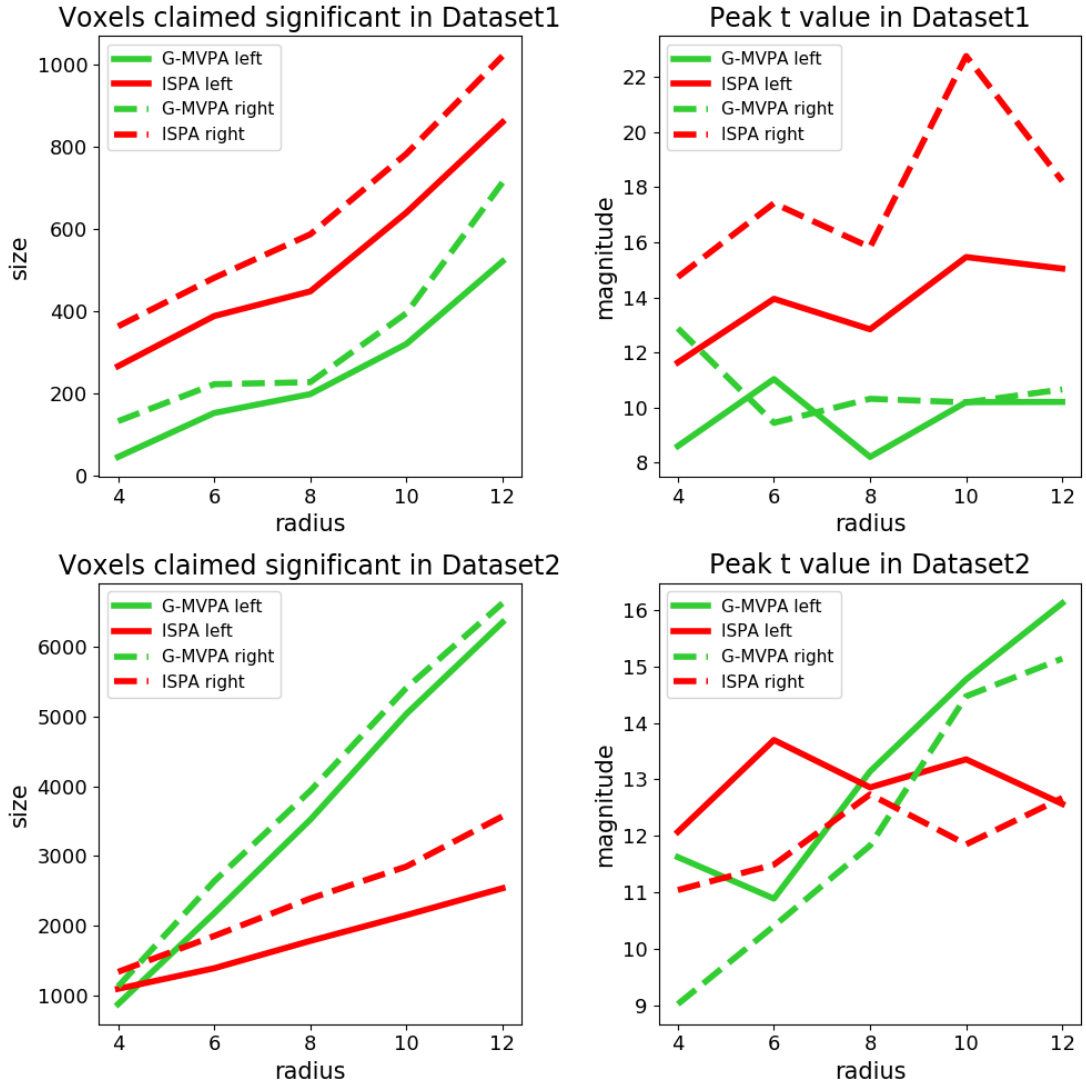 Voxels claimed significant in Dataset1
size
1000
800
600
400
200
0
G-MVPA left
ISPA left
G-MVPA right
ISPA right
4 6 8 10 12
radius
Peak t value in Dataset1
magnitude
22
20
18
16
14
12
10
8
G-MVPA left
ISPA left
G-MVPA right
ISPA right
4 6 8 10 12
radius
Voxels claimed significant in Dataset2
size
6000
5000
4000
3000
2000
1000
G-MVPA left
ISPA left
G-MVPA right
ISPA right
4 6 8 10 12
radius
Peak t value in Dataset2
magnitude
16
15
14
13
12
11
10
9
G-MVPA left
ISPA left
G-MVPA right
ISPA right
4 6 8 10 12
radius